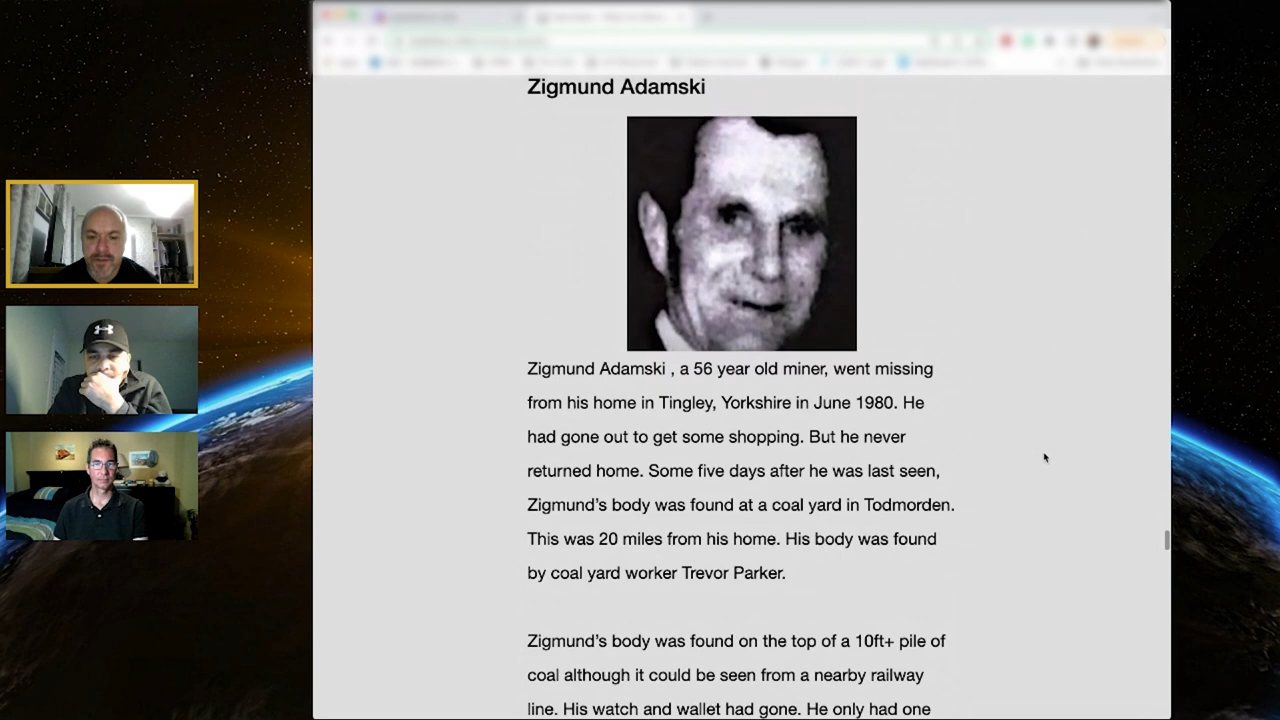 Zigmund Adamski
Zigmund Adamski , a 56 year old miner, went missing
from his home in Tingley, Yorkshire in June 1980. He
had gone out to get some shopping. But he never
returned home. Some five days after he was last seen,
Zigmund’s body was found at a coal yard in Todmorden.
This was 20 miles from his home. His body was found
by coal yard worker Trevor Parker.
Zigmund’s body was found on the top of a 10ft+ pile of
coal although it could be seen from a nearby railway
line. His watch and wallet had gone. He only had one